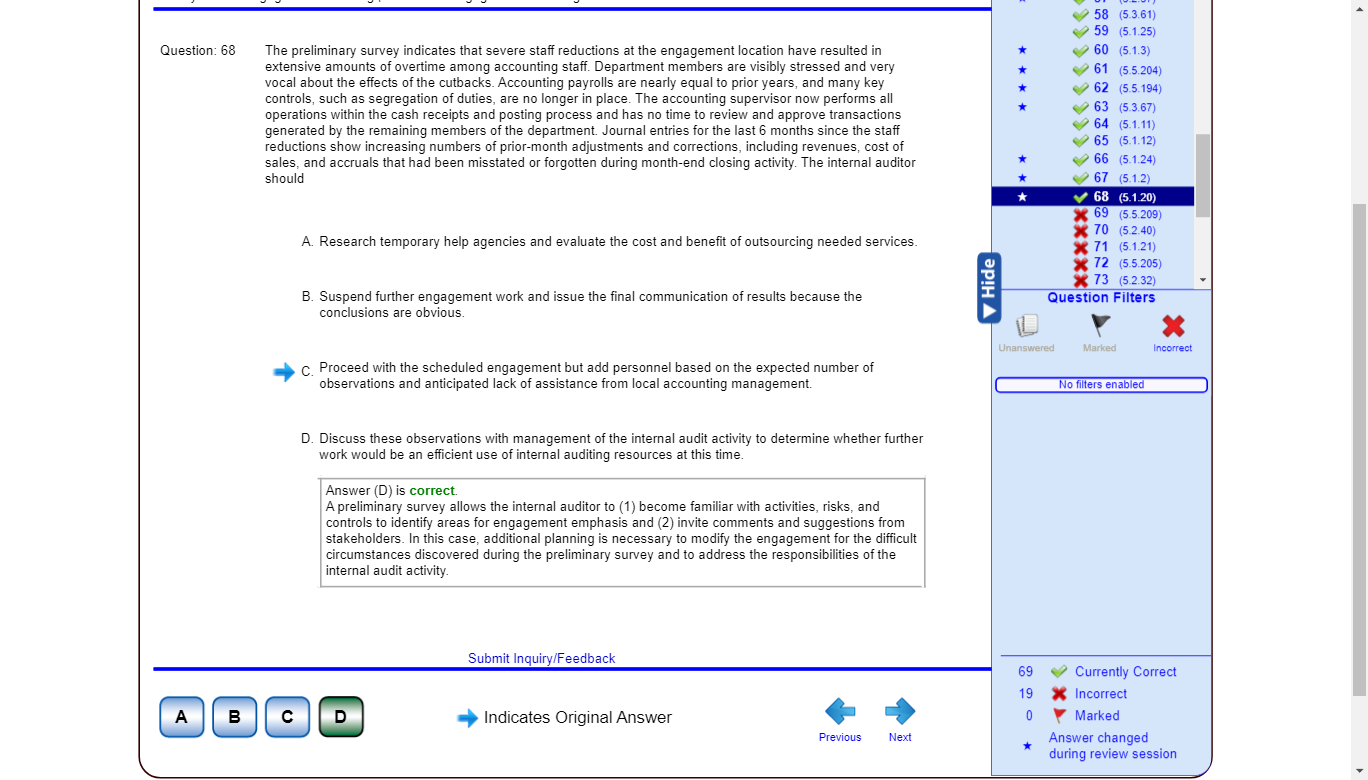 Question: 68
The preliminary survey indicates that severe staff reductions at the engagement location have resulted in
extensive amounts of overtime among accounting staff. Department members are visibly stressed and very
vocal about the effects of the cutbacks. Accounting payrolls are nearly equal to prior years, and many key
controls, such as segregation of duties, are no longer in place. The accounting supervisor now performs all
operations within the cash receipts and posting process and has no time to review and approve transactions
generated by the remaining members of the department. Journal entries for the last 6 months since the staff
reductions show increasing numbers of prior-month adjustments and corrections, including revenues, cost of
sales, and accruals that had been misstated or forgotten during month-end closing activity. The internal auditor
should
A. Research temporary help agencies and evaluate the cost and benefit of outsourcing needed services.
B. Suspend further engagement work and issue the final communication of results because the
conclusions are obvious.
C. Proceed with the scheduled engagement but add personnel based on the expected number of
observations and anticipated lack of assistance from local accounting management.
D. Discuss these observations with management of the internal audit activity to determine whether further
work would be an efficient use of internal auditing resources at this time.
Answer (D) is correct.
A preliminary survey allows the internal auditor to (1) become familiar with activities, risks, and
controls to identify areas for engagement emphasis and (2) invite comments and suggestions from
stakeholders. In this case, additional planning is necessary to modify the engagement for the difficult
circumstances discovered during the preliminary survey and to address the responsibilities of the
internal audit activity.
Submit Inquiry/Feedback
A B C D
Indicates Original Answer
Previous
Next
58 (5.3.61)
59 (5.1.25)
60 (5.1.3)
61 (5.5.204)
62 (5.5.194)
63 (5.3.67)
64 (5.1.11)
65 (5.1.12)
66 (5.1.24)
67 (5.1.2)
68 (5.1.20)
69 (5.5.209)
70 (5.2.40)
71 (5.1.21)
72 (5.5.205)
73 (5.2.32)
Hide
Question Filters
Unanswered
Marked
Incorrect
No filters enabled
69 Currently Correct
19 Incorrect
0 Marked
Answer changed
during review session